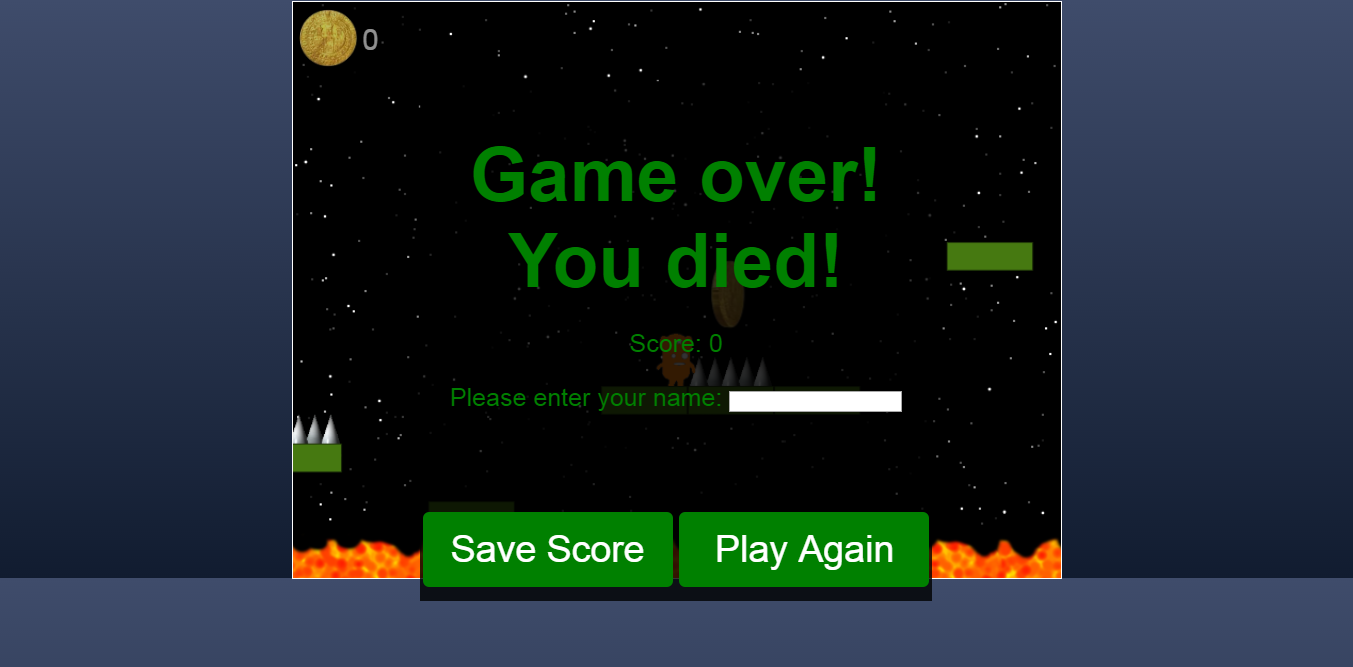 0
Game over!
You died!
Score: 0
Please enter your name:
Save Score
Play Again